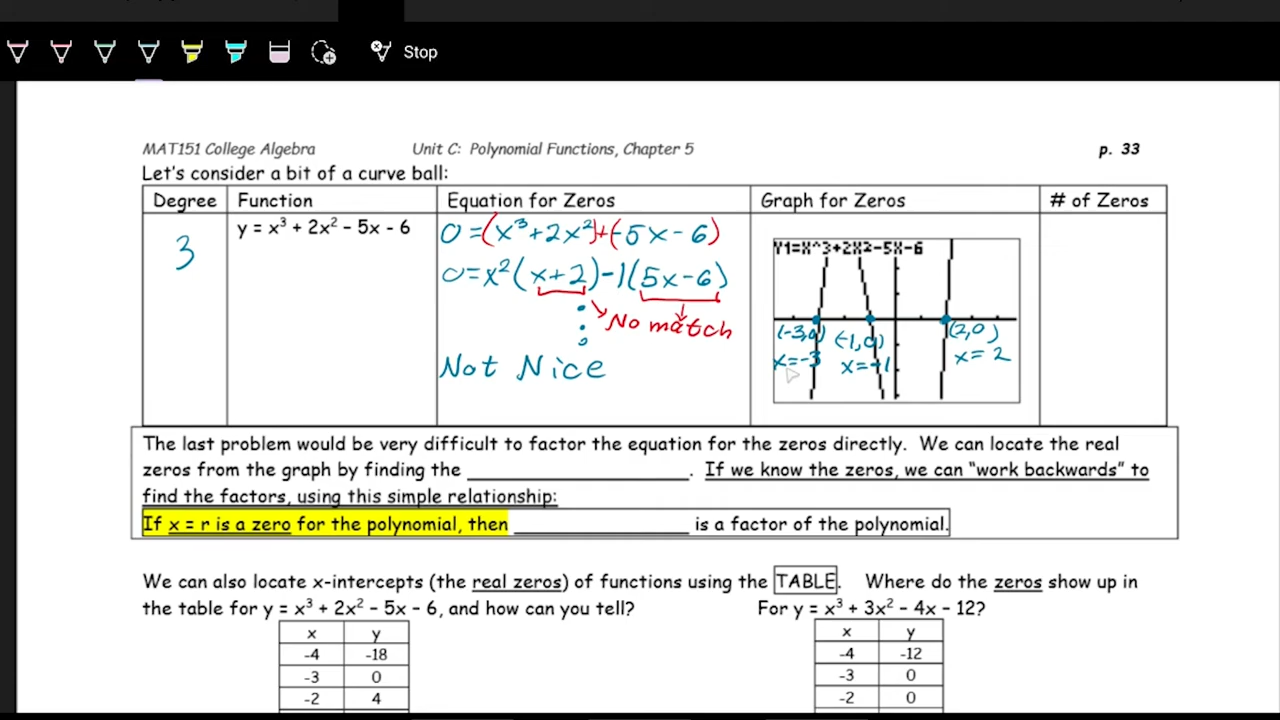 Stop
MAT151 College Algebra Unit C: Polynomial Functions, Chapter 5 p. 33
Let's consider a bit of a curve ball:
Degree Function Equation for Zeros Graph for Zeros # of Zeros
3 y = x³ + 2x² – 5x – 6 0 = (x³ + 2x²) + (-5x - 6)
0 = x²(x + 2) - 1(5x - 6)
No match
Not Nice
Y1=X^3+2X²-5X-6
(-3,0) (-1,0) (2,0)
x=-3 x=-1 x=2
The last problem would be very difficult to factor the equation for the zeros directly. We can locate the real
zeros from the graph by finding the ____________________. If we know the zeros, we can “work backwards” to
find the factors, using this simple relationship:
If x = r is a zero for the polynomial, then ________________ is a factor of the polynomial.
We can also locate x-intercepts (the real zeros) of functions using the TABLE. Where do the zeros show up in
the table for y = x³ + 2x² – 5x – 6, and how can you tell? For y = x³ + 3x² – 4x – 12?
x y x y
-4 -18 -4 -12
-3 0 -3 0
-2 4 -2 0